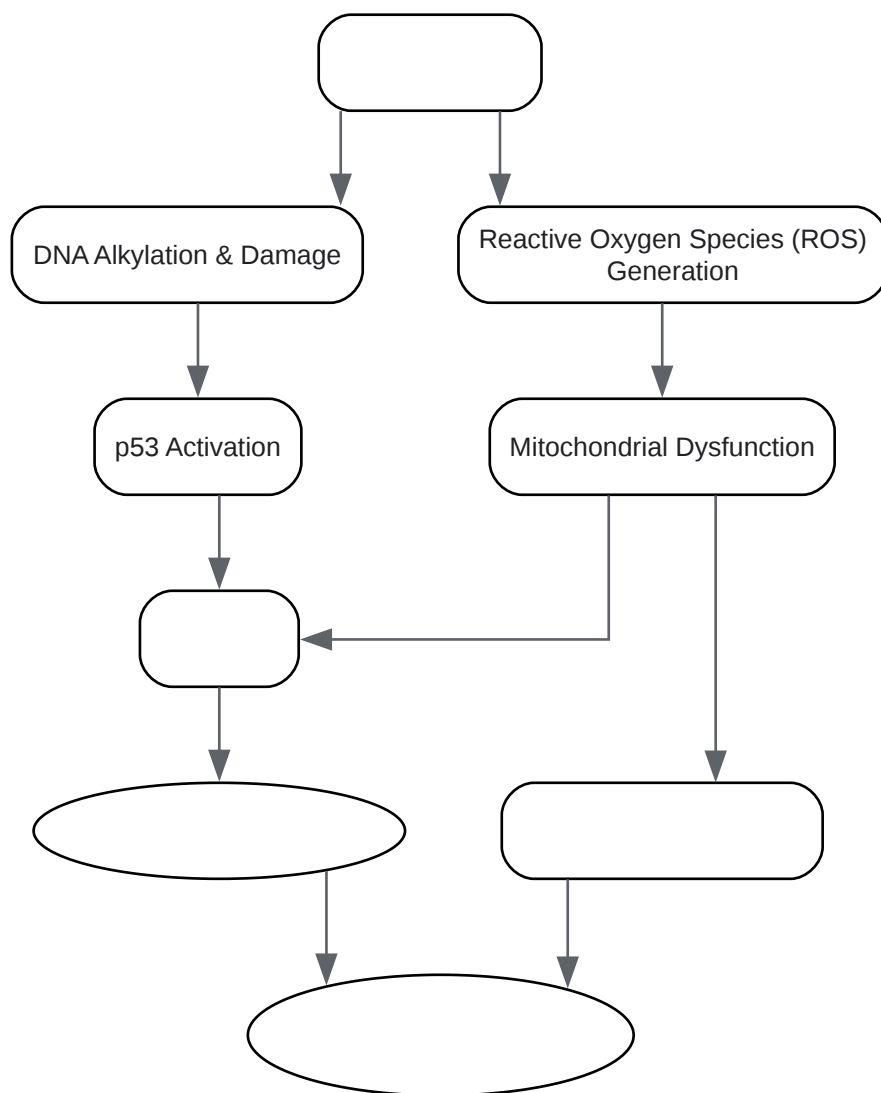 DNA Alkylation & Damage
Reactive Oxygen Species (ROS)
Generation
p53 Activation
Mitochondrial Dysfunction